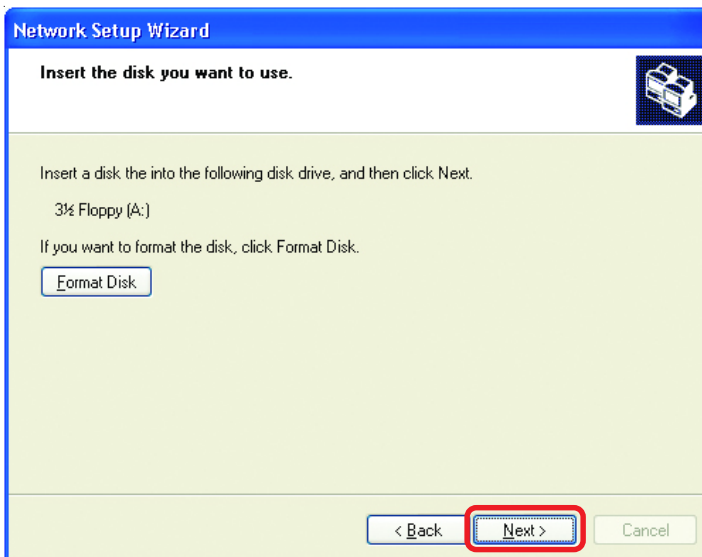 Network Setup Wizard
Insert the disk you want to use.
Insert a disk the into the following disk drive, and then click Next.
3½ Floppy (A:)
If you want to format the disk, click Format Disk.
Format Disk
< Back Next > Cancel